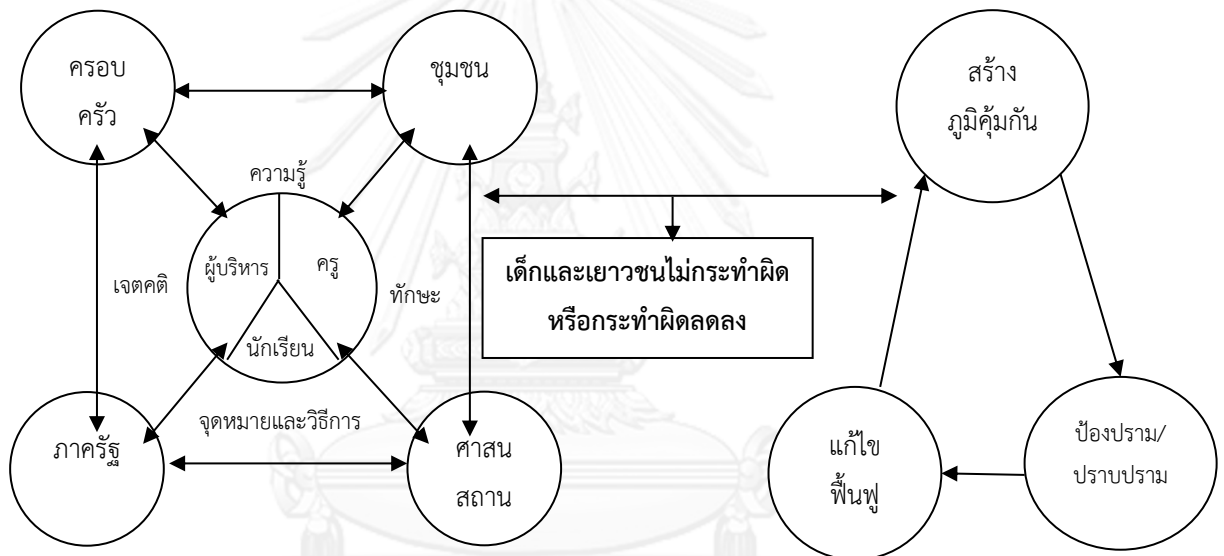 ครอบ
ครัว
ชุมชน
สร้าง
ภูมิคุ้มกัน
ความรู้
ผู้บริหาร
ครู
นักเรียน
เจตคติ
ทักษะ
เด็กและเยาวชนไม่กระทำผิด
หรือกระทำผิดลดลง
จุดหมายและวิธีการ
ภาครัฐ
ศาสน
สถาน
แก้ไข
ฟื้นฟู
ป้องปราม/
ปราบปราม